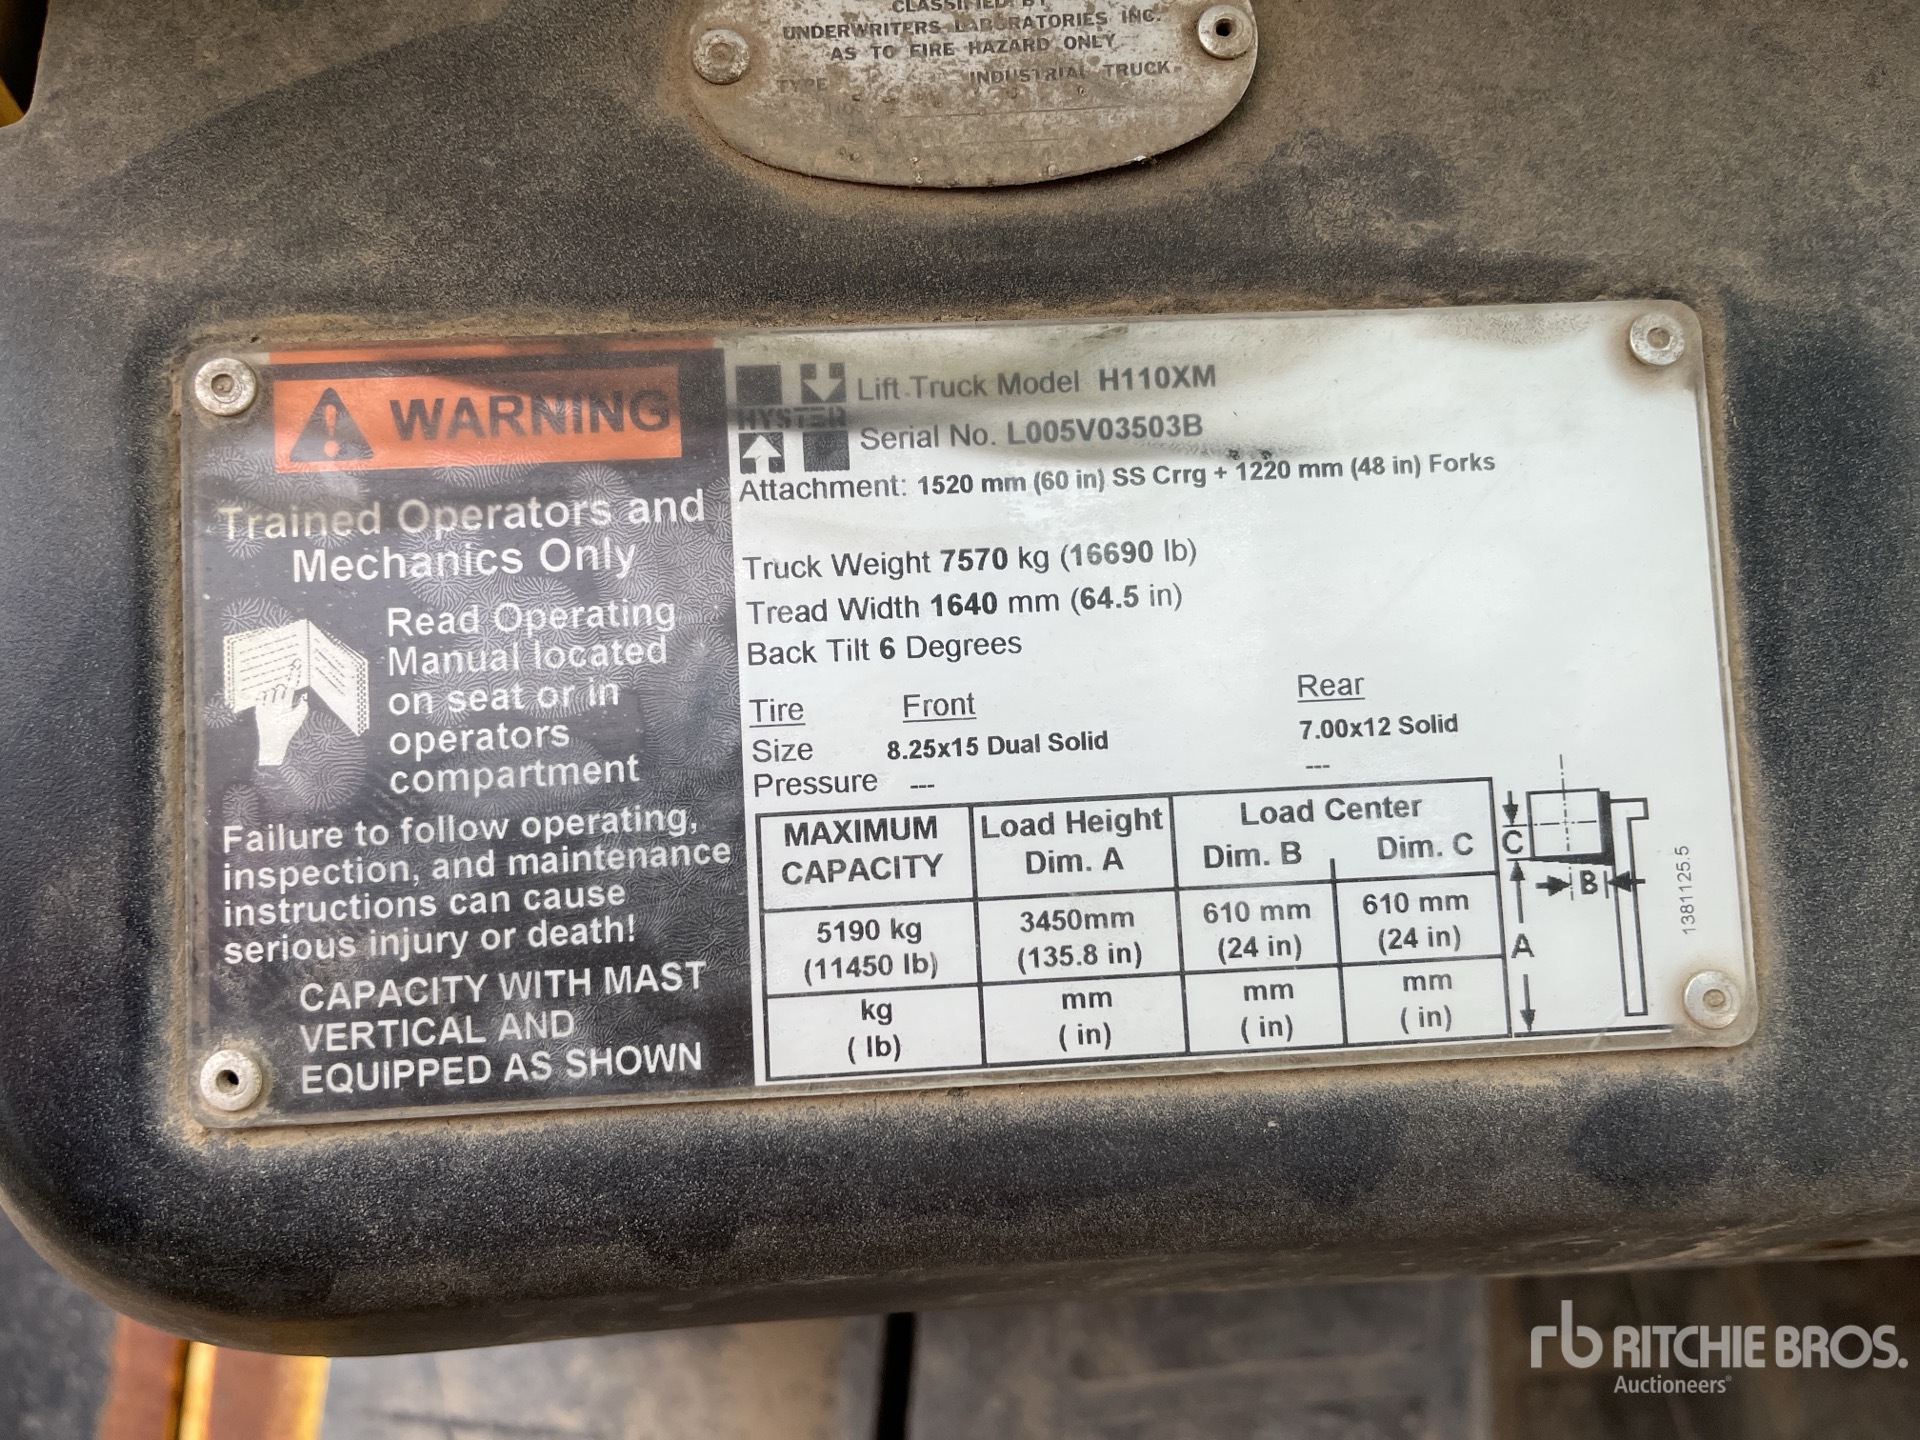 CLASSIFIED BY
UNDERWRITERS LABORATORIES INC.
AS TO FIRE HAZARD ONLY
TYPE INDUSTRIAL TRUCK
WARNING
Trained Operators and
Mechanics Only
Read Operating
Manual located
on seat or in
operators
compartment
Failure to follow operating,
inspection, and maintenance
instructions can cause
serious injury or death!
CAPACITY WITH MAST
VERTICAL AND
EQUIPPED AS SHOWN
HYSTER
Lift Truck Model H110XM
Serial No. L005V03503B
Attachment: 1520 mm (60 in) SS Crrg + 1220 mm (48 in) Forks
Truck Weight 7570 kg (16690 lb)
Tread Width 1640 mm (64.5 in)
Back Tilt 6 Degrees
Tire Front Rear
Size 8.25x15 Dual Solid 7.00x12 Solid
Pressure --- ---
MAXIMUM CAPACITY
Load Height Dim. A
Load Center
Dim. B Dim. C
5190 kg 3450mm 610 mm 610 mm
(11450 lb) (135.8 in) (24 in) (24 in)
kg mm mm mm
( lb) ( in) ( in) ( in)
C
B
A
1381125.5
rb RITCHIE BROS.
Auctioneers